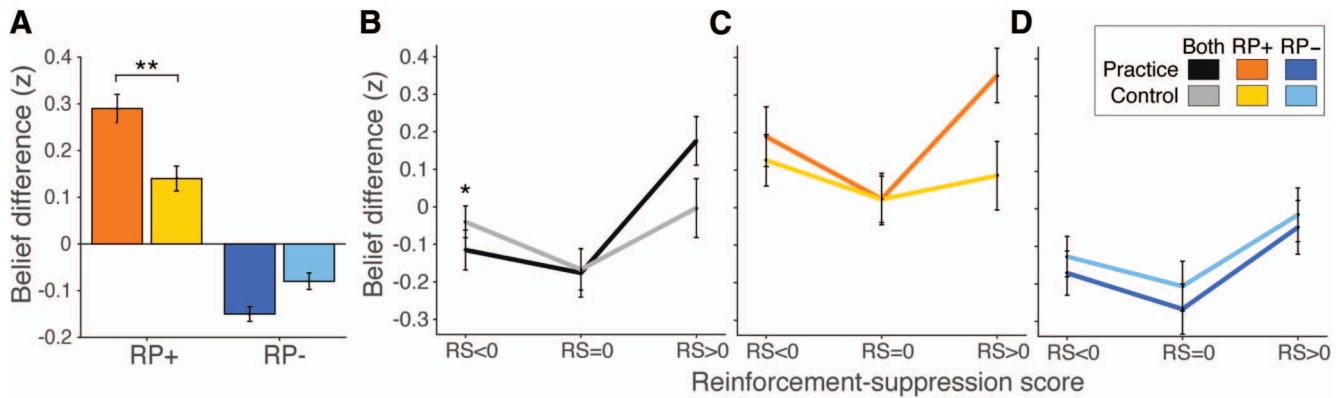 A
Belief difference (z)
0.4
0.3
0.2
0.1
0
-0.1
-0.2
**
RP+
RP-
B
Belief difference (z)
0.4
0.3
0.2
0.1
0
-0.1
-0.2
-0.3
*
RS<0
RS=0
RS>0
C
RS<0
RS=0
RS>0
D
RS<0
RS=0
RS>0
Both RP+ RP–
Practice
Control
Reinforcement-suppression score